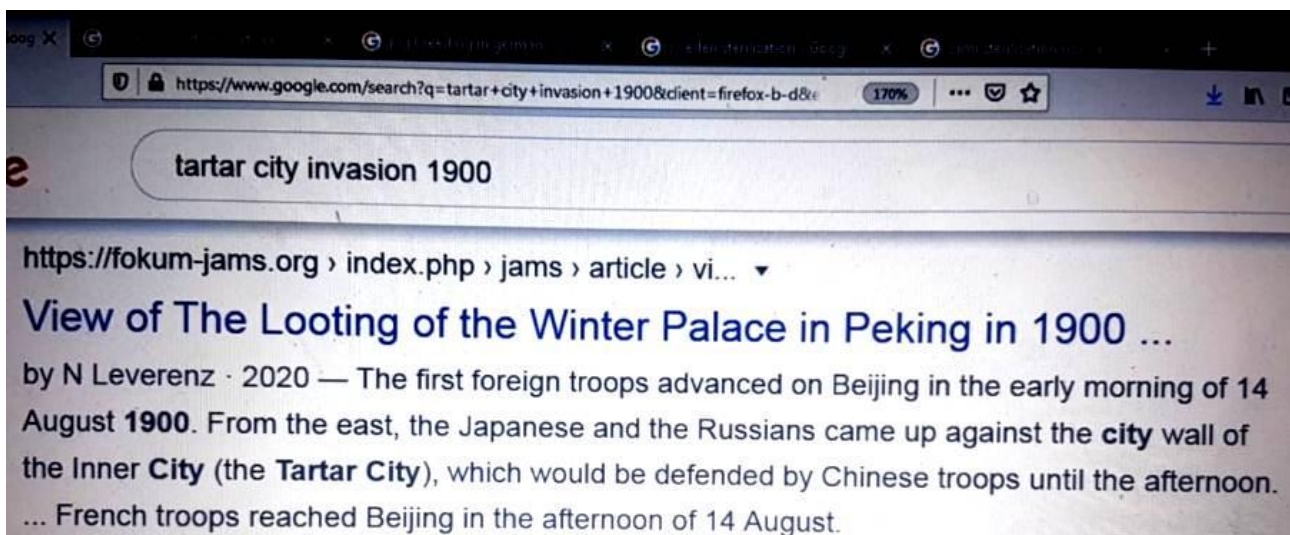 oog
https://www.google.com/search?q=tartar+city+invasion+1900&client=firefox-b-d&e 170%
e tartar city invasion 1900
https://fokum-jams.org › index.php › jams › article › vi...
View of The Looting of the Winter Palace in Peking in 1900 ...
by N Leverenz · 2020 — The first foreign troops advanced on Beijing in the early morning of 14
August 1900. From the east, the Japanese and the Russians came up against the city wall of
the Inner City (the Tartar City), which would be defended by Chinese troops until the afternoon.
... French troops reached Beijing in the afternoon of 14 August.